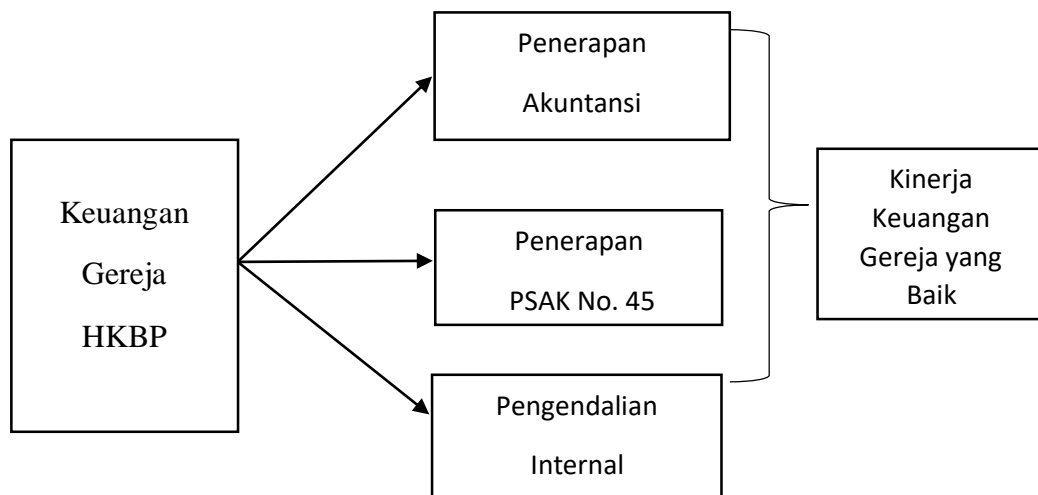 Keuangan
Gereja
HKBP
Penerapan
Akuntansi
Penerapan
PSAK No. 45
Pengendalian
Internal
Kinerja
Keuangan
Gereja yang
Baik